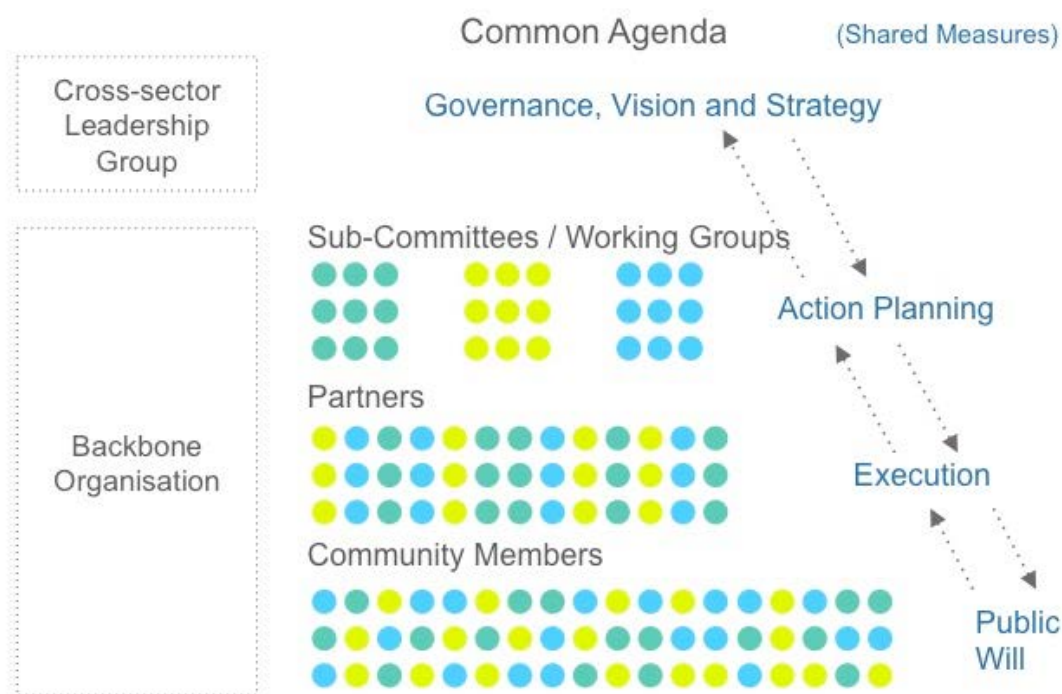 Common Agenda
(Shared Measures)
Cross-sector
Leadership
Group
Governance, Vision and Strategy
Sub-Committees / Working Groups
Action Planning
Partners
Backbone
Organisation
Execution
Community Members
Public
Will